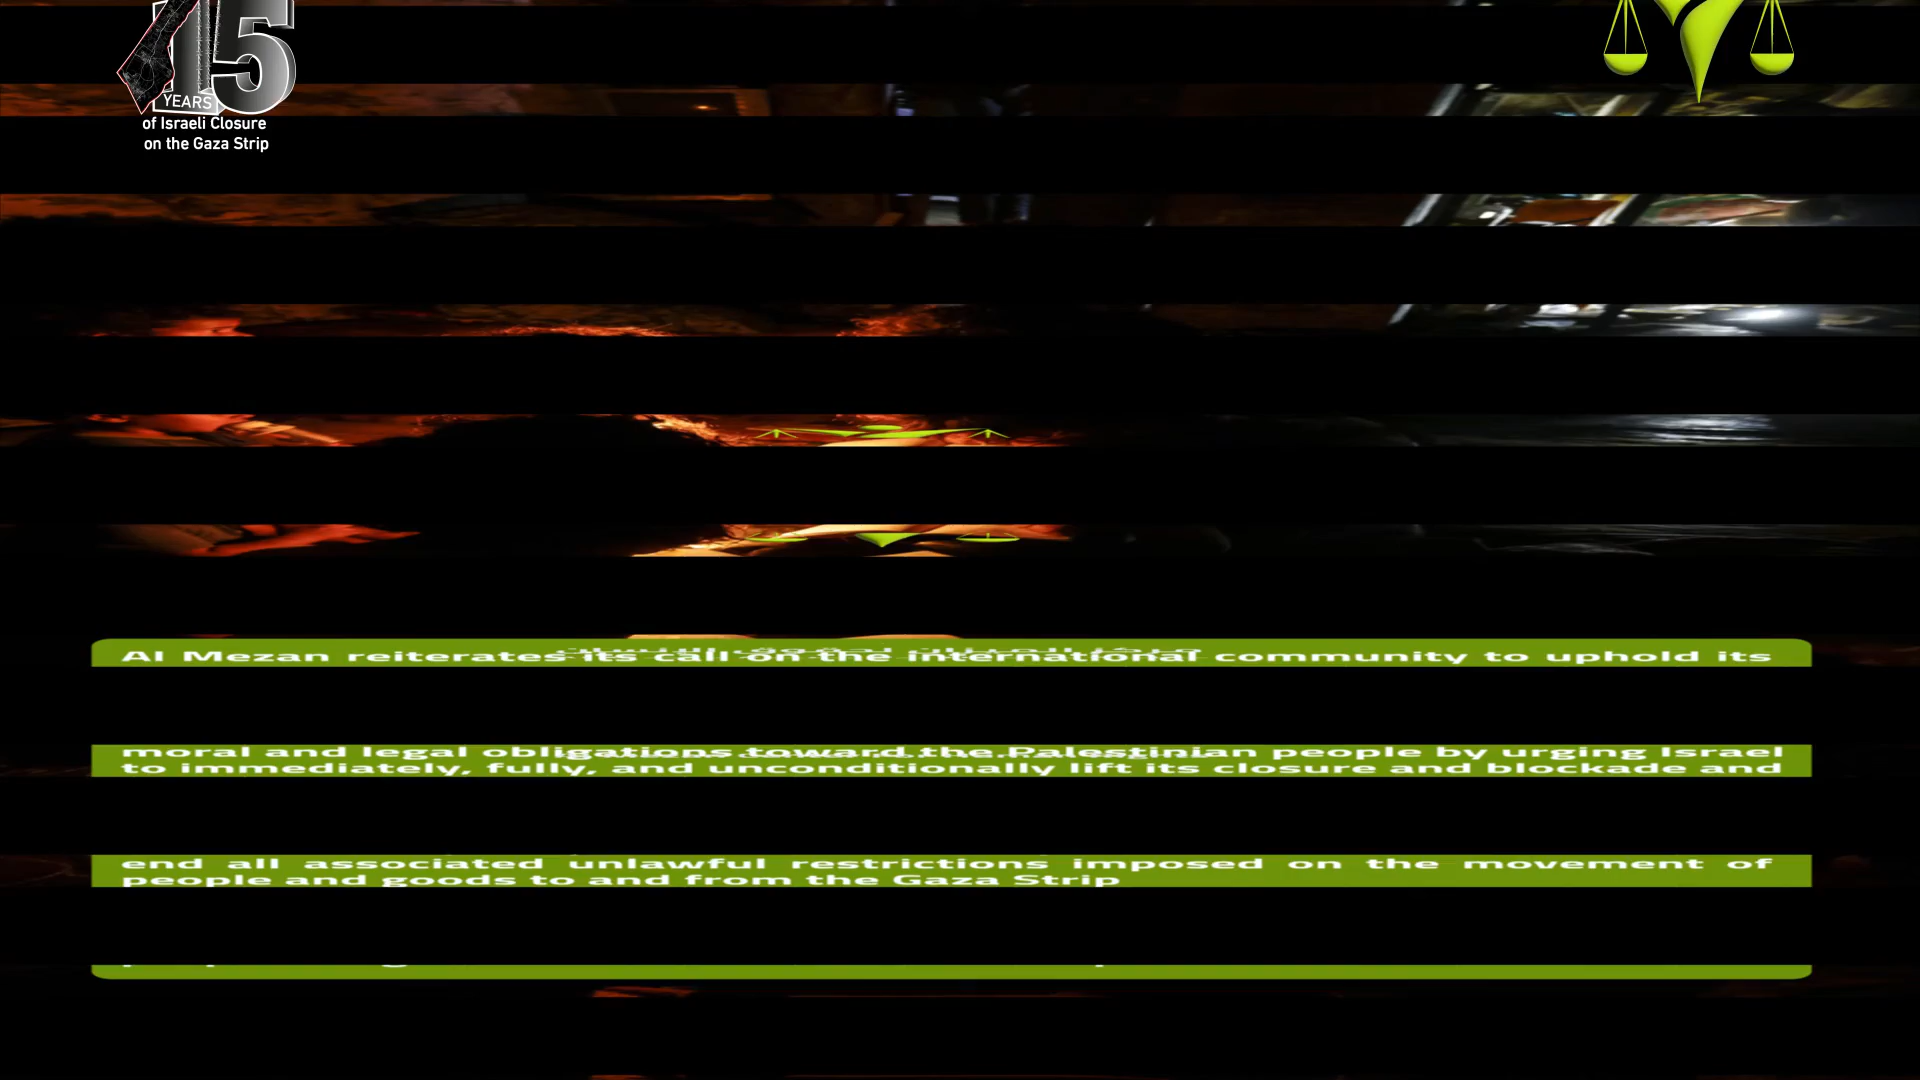 15
YEARS
of Israeli Closure
on the Gaza Strip
Al Mezan reiterates its call on the international community to uphold its
moral and legal obligations toward the Palestinian people by urging Israel
to immediately, fully, and unconditionally lift its closure and blockade and
end all associated unlawful restrictions imposed on the movement of
people and goods to and from the Gaza Strip